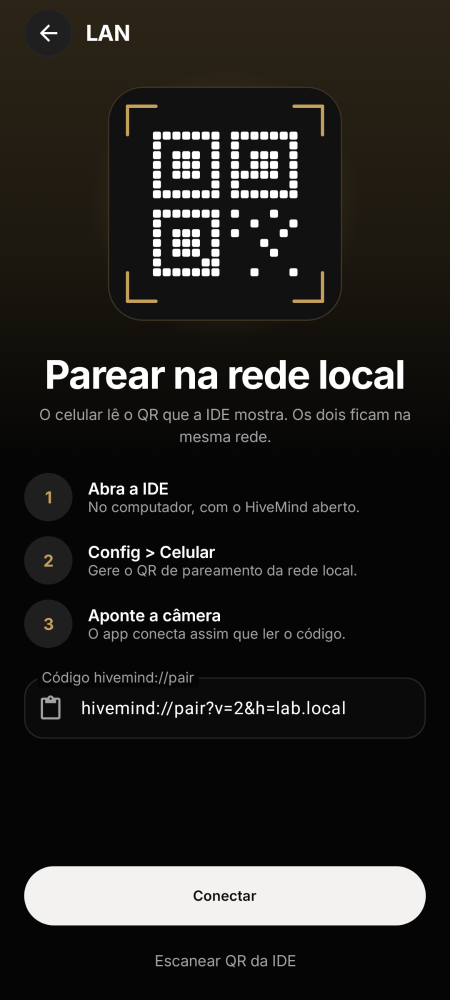 LAN
Parear na rede local
O celular lê o QR que a IDE mostra. Os dois ficam na
mesma rede.
1
Abra a IDE
No computador, com o HiveMind aberto.
2
Config > Celular
Gere o QR de pareamento da rede local.
3
Aponte a câmera
O app conecta assim que ler o código.
Código hivemind://pair
hivemind://pair?v=2&h=lab.local
Conectar
Escanear QR da IDE